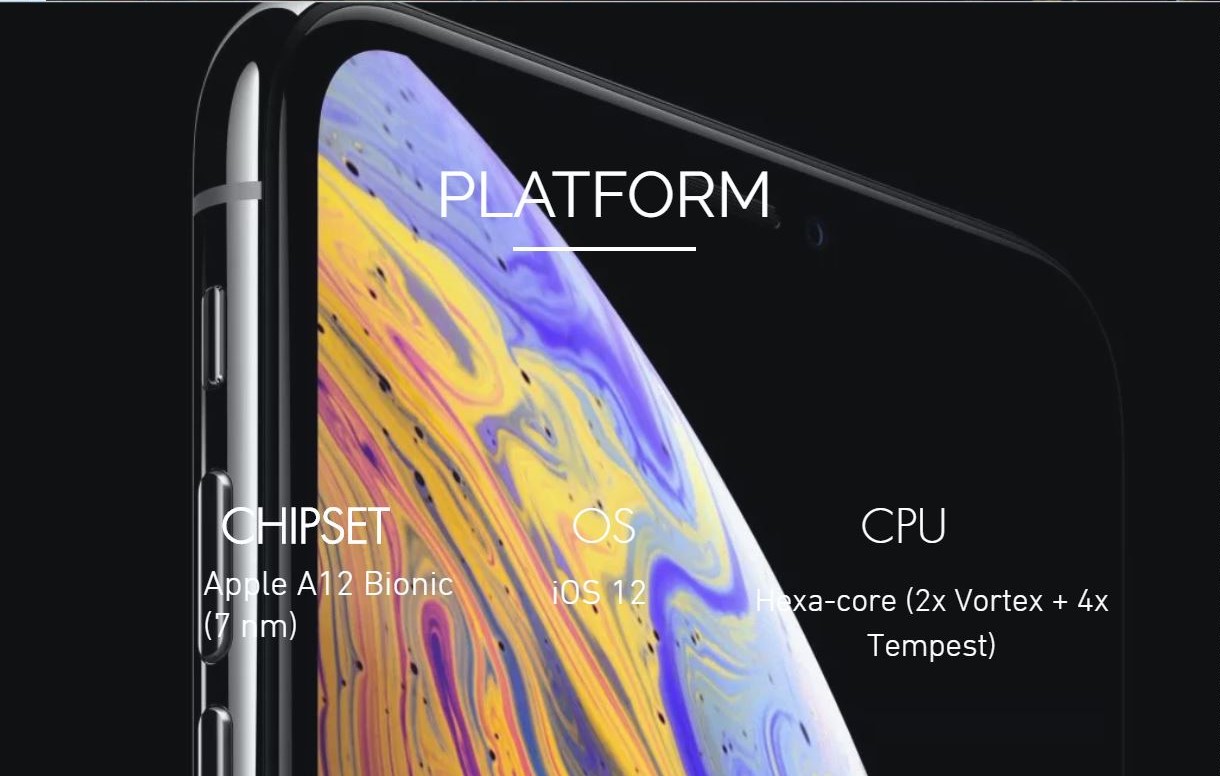 PLATFORM
CHIPSET
Apple A12 Bionic
(7 nm)
OS
iOS 12
CPU
Hexa-core (2x Vortex + 4x
Tempest)